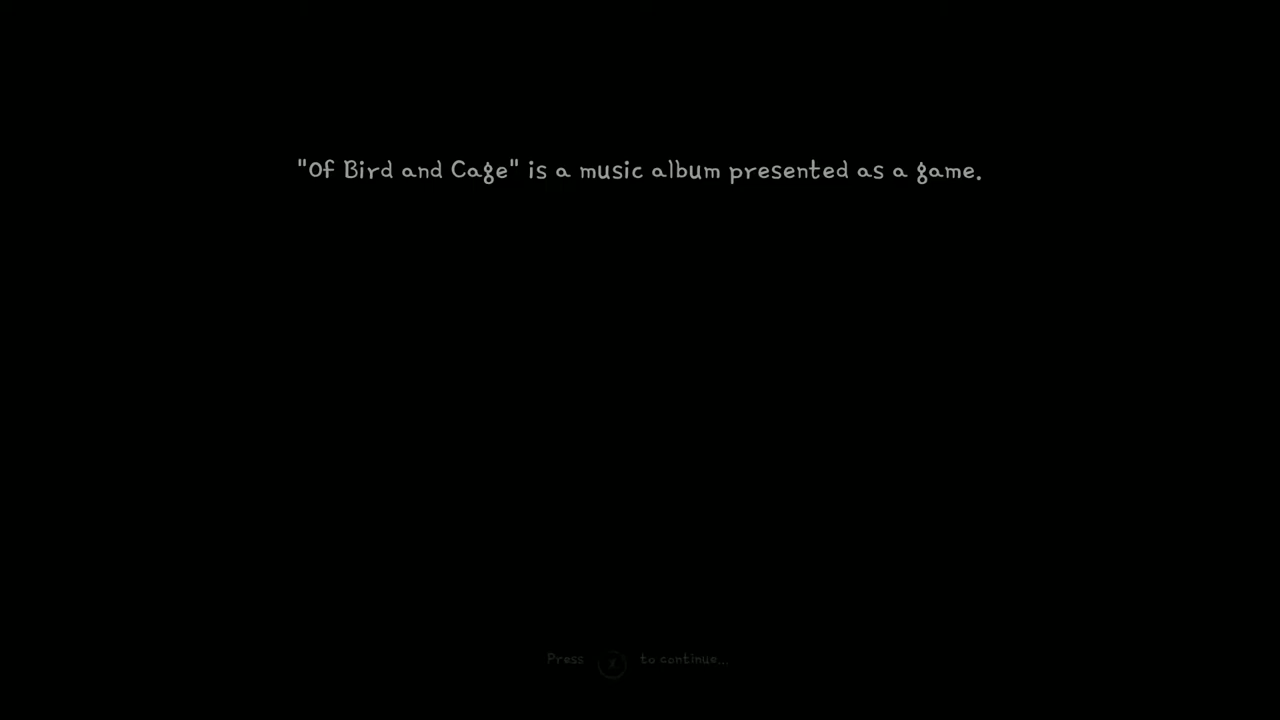 "Of Bird and Cage" is a music album presented as a game.
Press to continue...